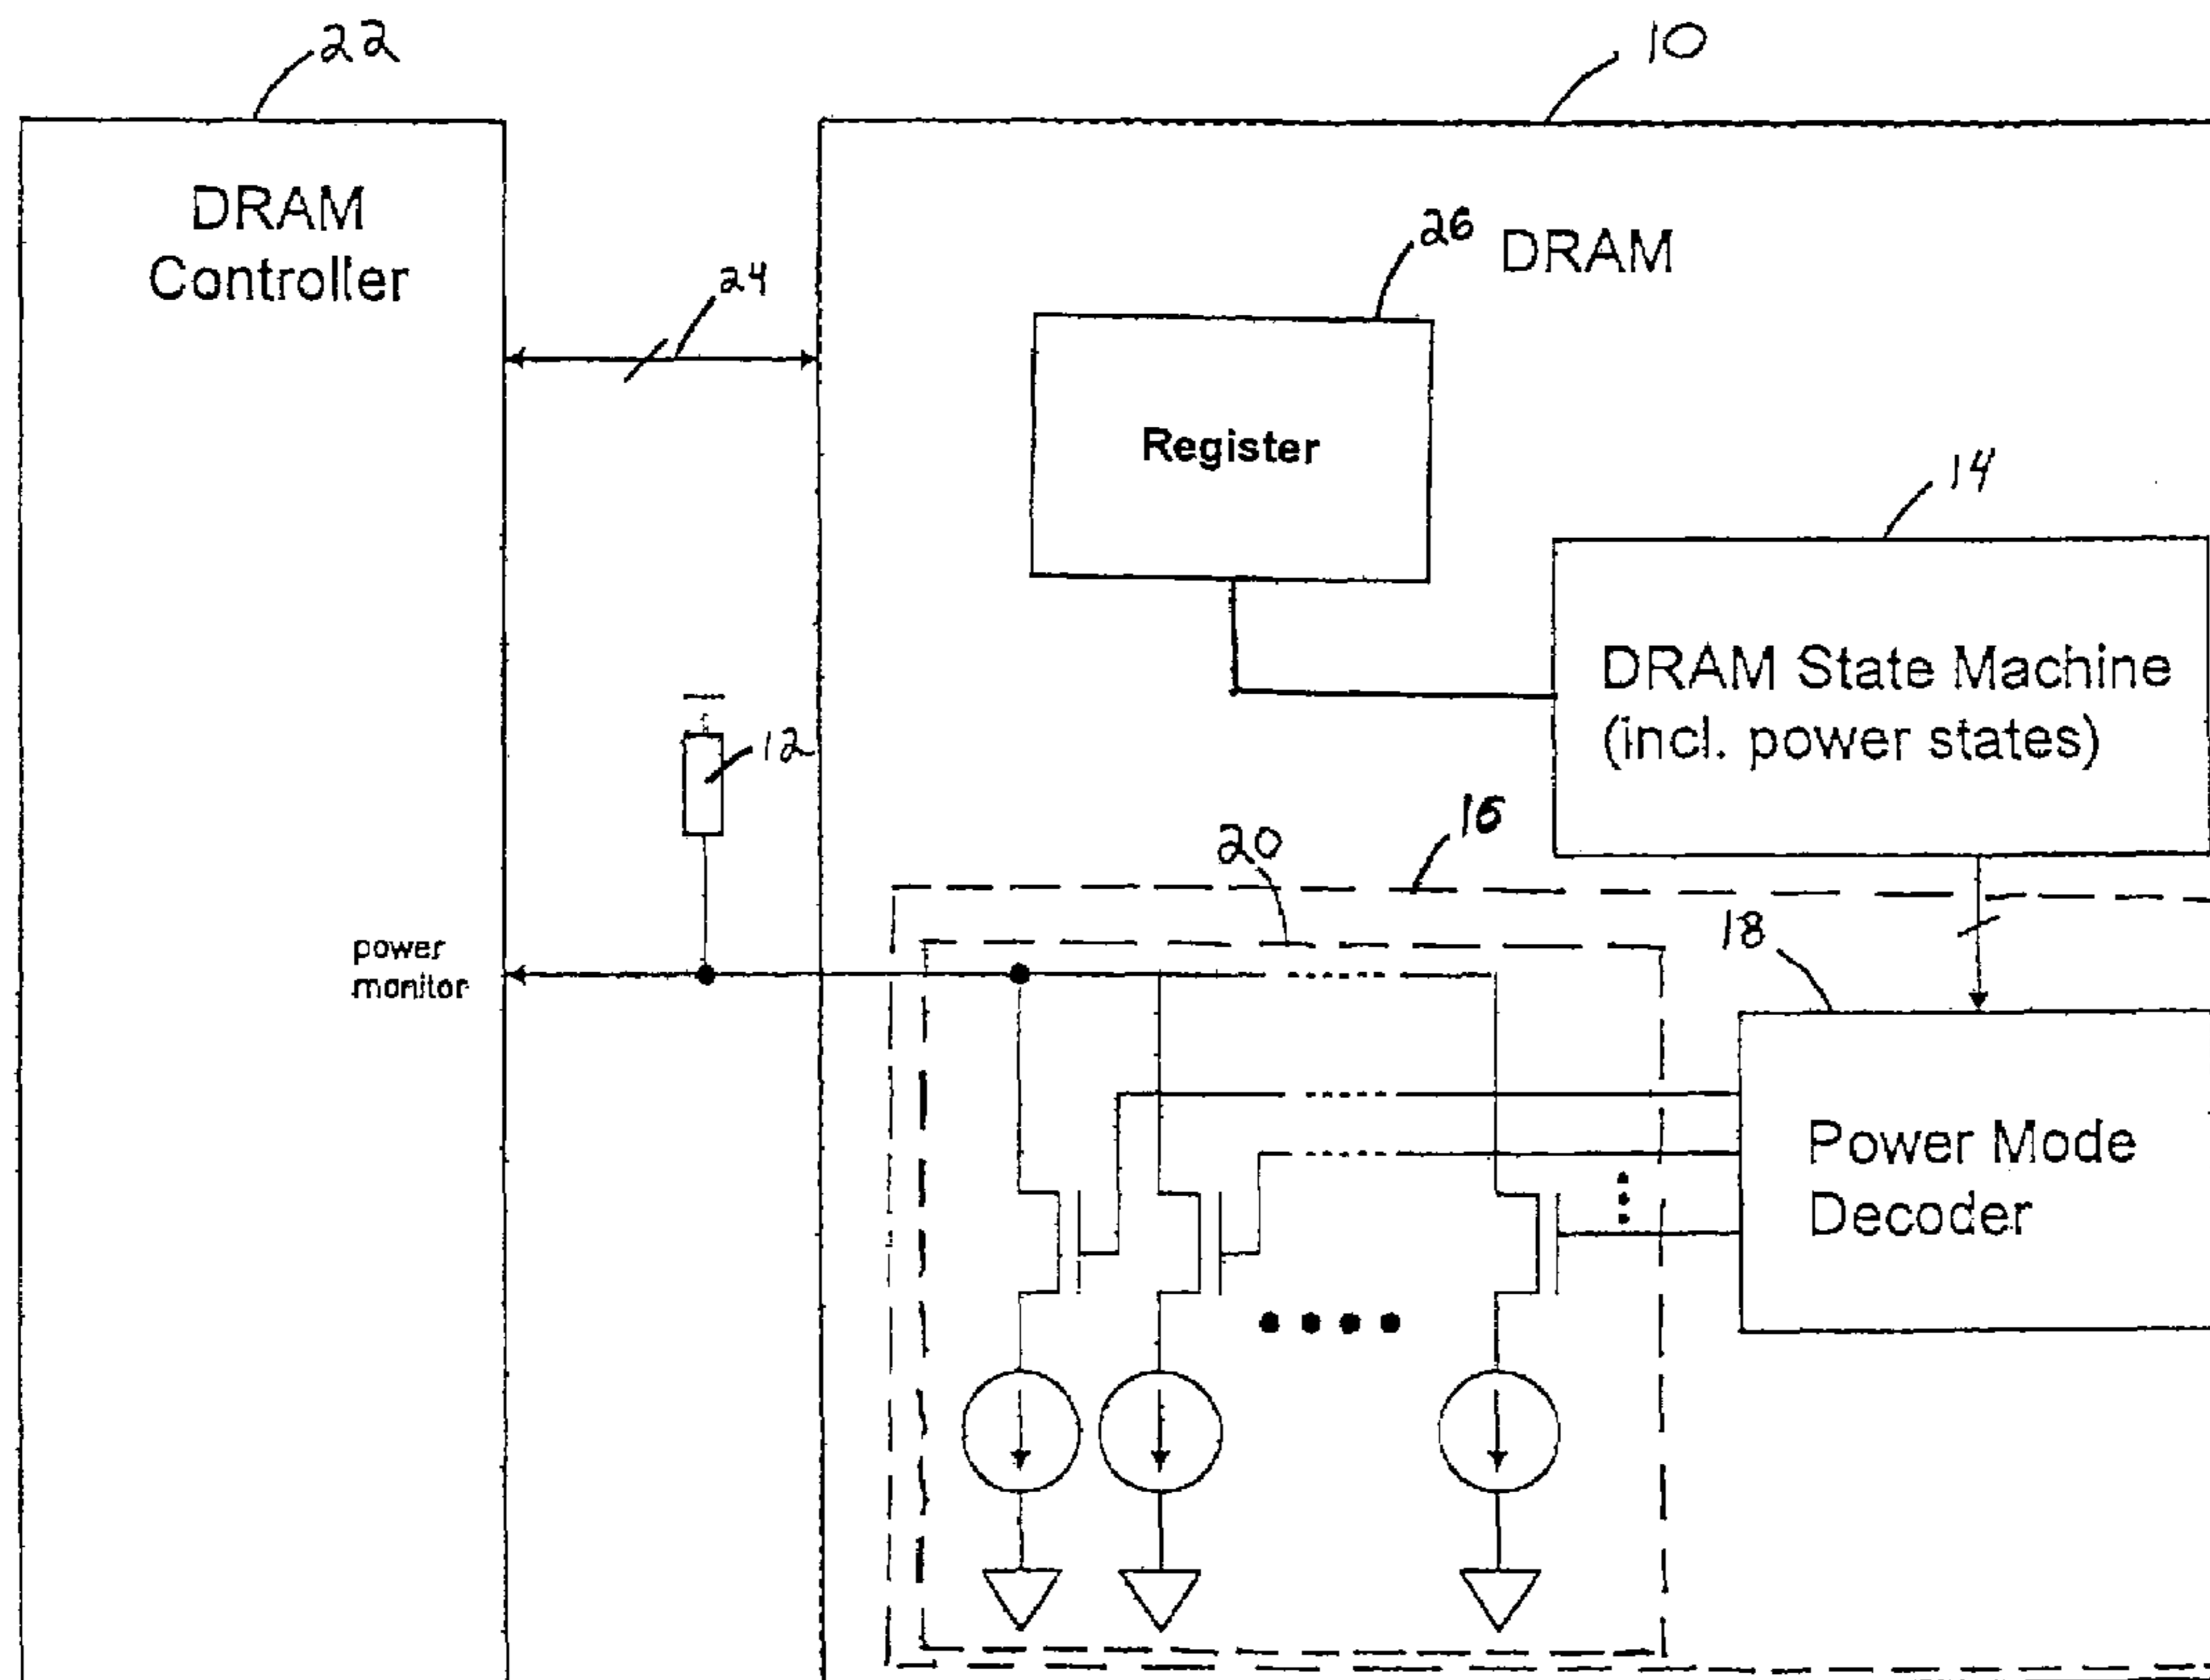 22
10
DRAM
Controller
24
26
DRAM
Register
14
DRAM State Machine
(incl. power states)
12
16
20
18
power
monitor
Power Mode
Decoder